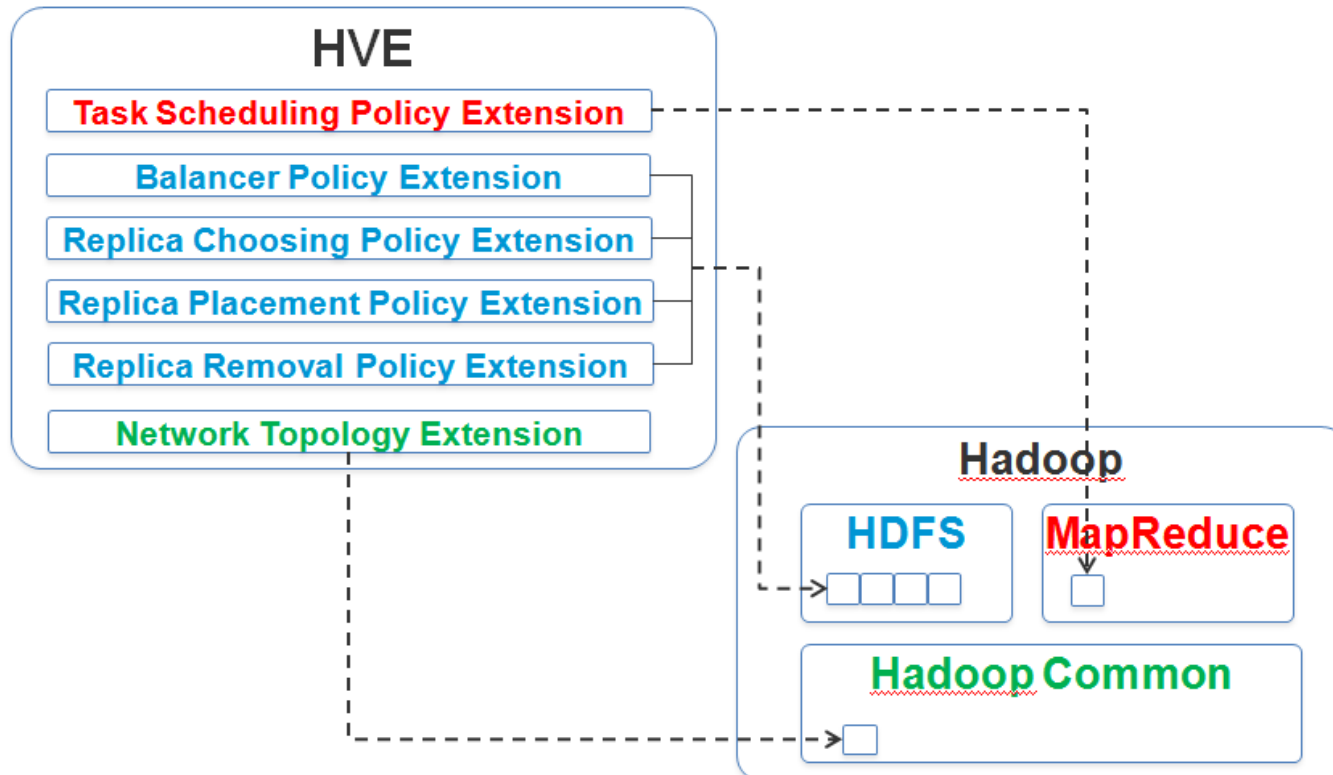 HVE
Task Scheduling Policy Extension
Balancer Policy Extension
Replica Choosing Policy Extension
Replica Placement Policy Extension
Replica Removal Policy Extension
Network Topology Extension
Hadoop
HDFS
MapReduce
Hadoop Common